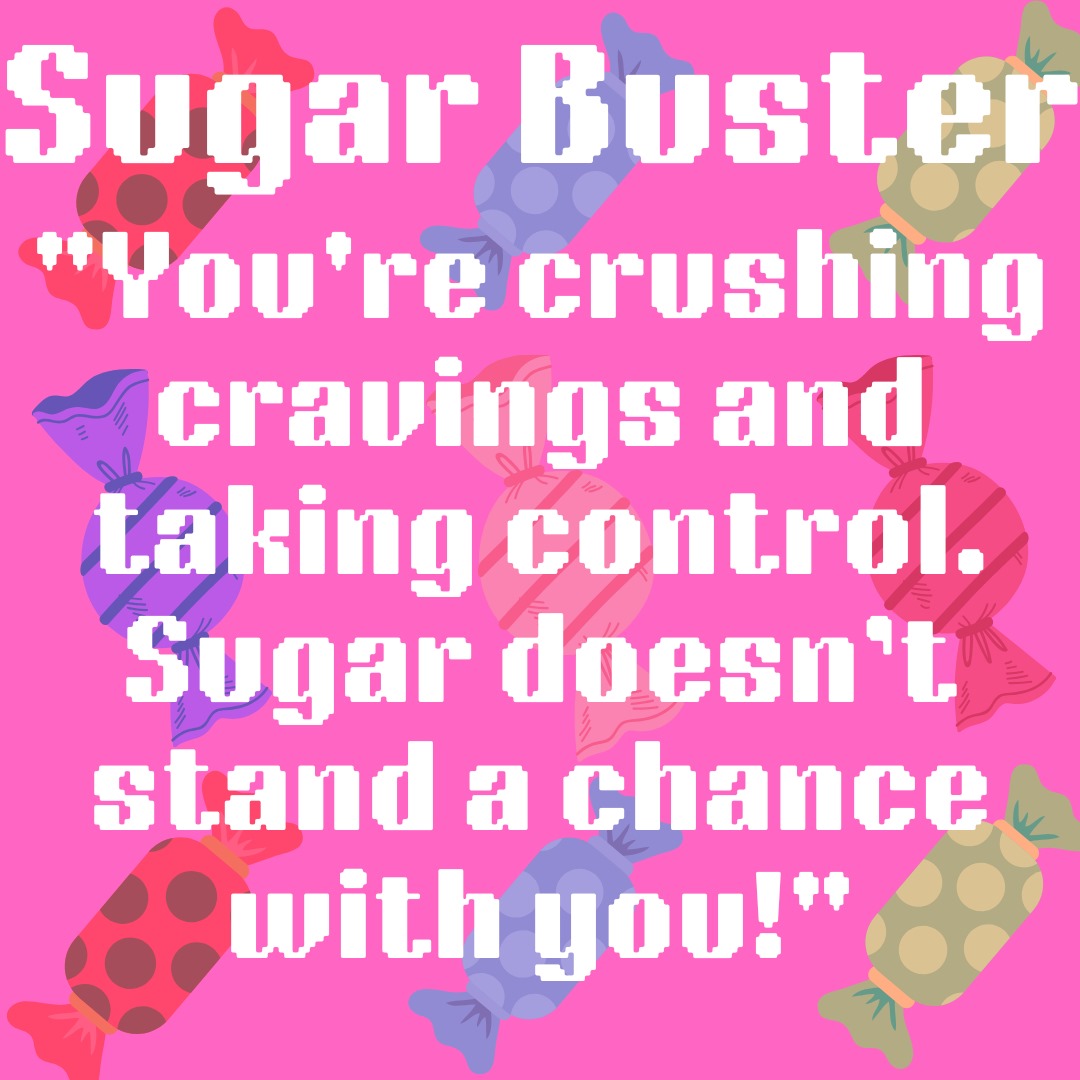 Sugar Buster
"You're crushing
cravings and
taking control.
Sugar doesn't
stand a chance
with you!"